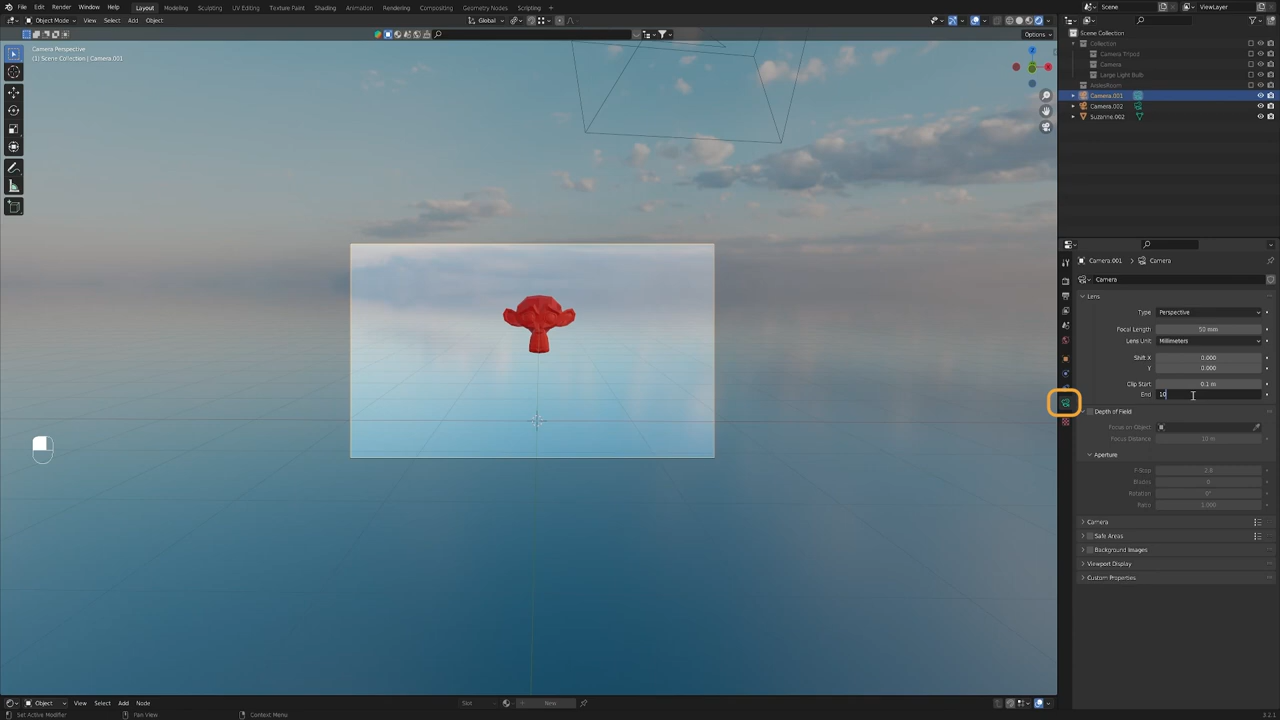 File Edit Render Window Help Layout Modeling Sculpting UV Editing Texture Paint Shading Animation Rendering Compositing Geometry Nodes Scripting Scene ViewLayer
Object Mode View Select Add Object Global
Options
Camera Perspective
(1) Scene Collection | Camera.001
Scene Collection
Collection
Camera Tripod
Camera
Large Light Bulb
Camera.001
Camera.002
Suzanne.002
Camera.001 Camera
Camera
Lens
Type Perspective
Focal Length 50 mm
Lens Unit Millimeters
Shift X 0.000
Y 0.000
Clip Start 0.1 m
End 10
Depth of Field
Focus on Object
Focus Distance 10 m
Aperture
F-Stop 2.8
Blades 0
Rotation 0°
Ratio 1.000
Camera
Safe Areas
Background Images
Viewport Display
Custom Properties
Object View Select Add Node Slot New
Set Active Modifier Pan View Context Menu 3.2.1